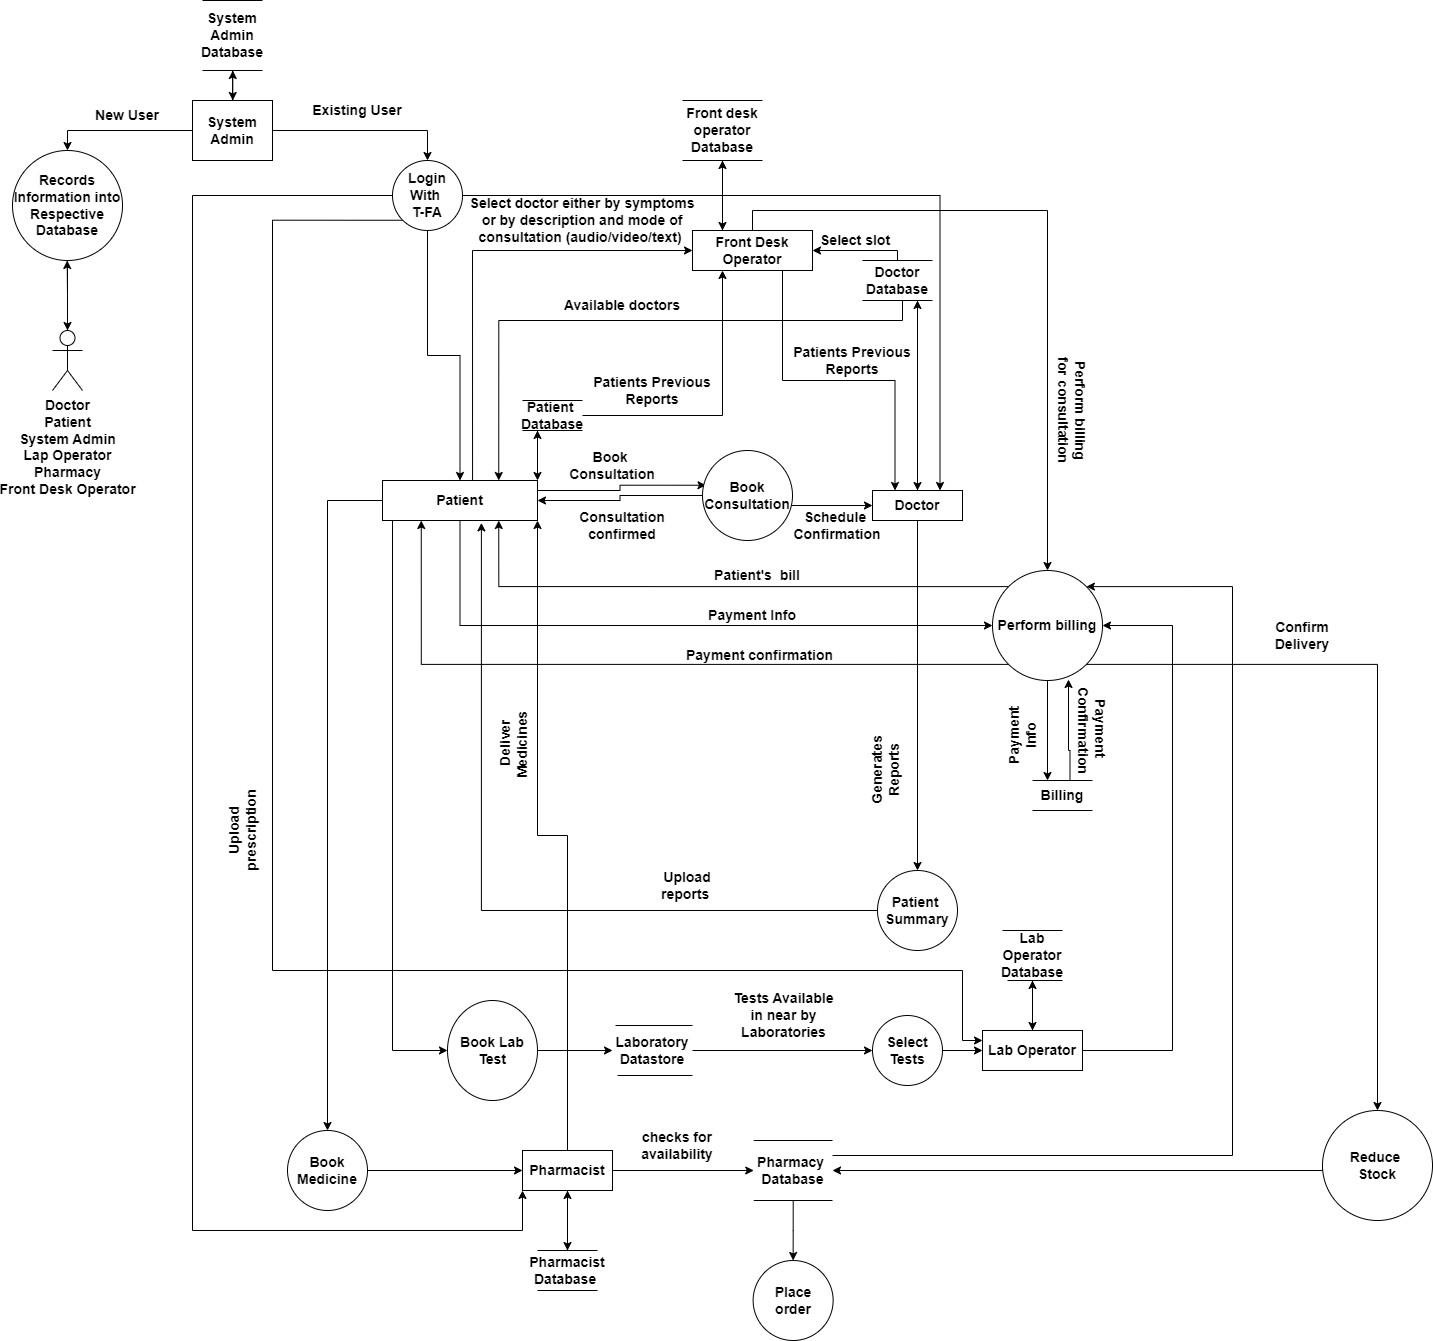 System
Admin
Database
New User
System
Admin
Existing User
Front desk
operator
Database
Records
Information into
Respective
Database
Login
With
T-FA
Select doctor either by symptoms
or by description and mode of
consultation (audio/video/text)
Front Desk
Operator
Select slot
Doctor
Database
Available doctors
Patients Previous
Reports
Patients Previous
Reports
Perform billing
for consultation
Doctor
Patient
System Admin
Lap Operator
Pharmacy
Front Desk Operator
Patient
Database
Book
Consultation
Patient
Book
Consultation
Doctor
Consultation
confirmed
Schedule
Confirmation
Patient's  bill
Payment Info
Perform billing
Payment confirmation
Confirm
Delivery
Deliver
Medicines
Generates
Reports
Payment
Info
Payment
Confirmation
Billing
Upload
prescription
Upload
reports
Patient
Summary
Lab
Operator
Database
Book Lab
Test
Laboratory
Datastore
Tests Available
in near by
Laboratories
Select
Tests
Lab Operator
Book
Medicine
Pharmacist
checks for
availability
Pharmacy
Database
Reduce
Stock
Pharmacist
Database
Place
order